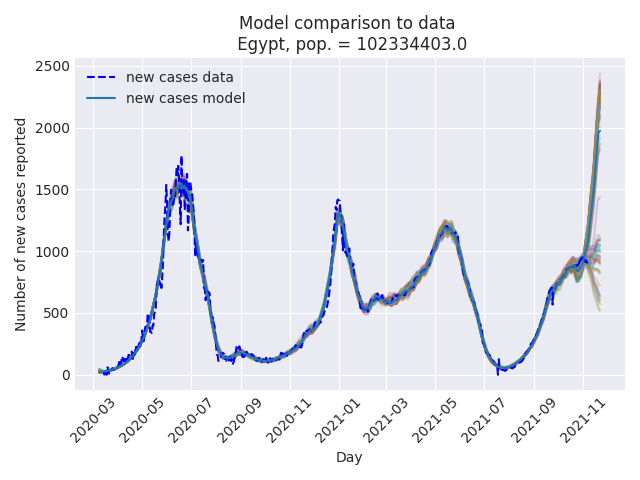 Model comparison to data
Egypt, pop. = 102334403.0
new cases data
new cases model
Number of new cases reported
2500
2000
1500
1000
500
0
2020-03
2020-05
2020-07
2020-09
2020-11
2021-01
2021-03
2021-05
2021-07
2021-09
2021-11
Day